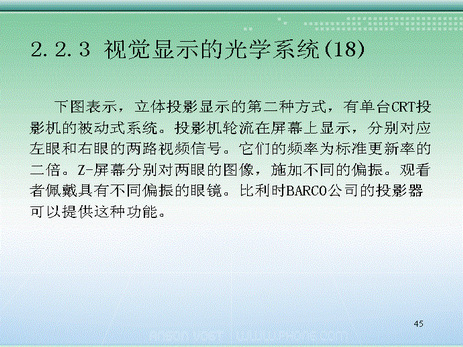 2.2.3 视觉显示的光学系统(18)
下图表示，立体投影显示的第二种方式，有单台CRT投
影机的被动式系统。投影机轮流在屏幕上显示，分别对应
左眼和右眼的两路视频信号。它们的频率为标准更新率的
二倍。Z-屏幕分别对两眼的图像，施加不同的偏振。观看
者佩戴具有不同偏振的眼镜。比利时BARCO公司的投影器
可以提供这种功能。
45